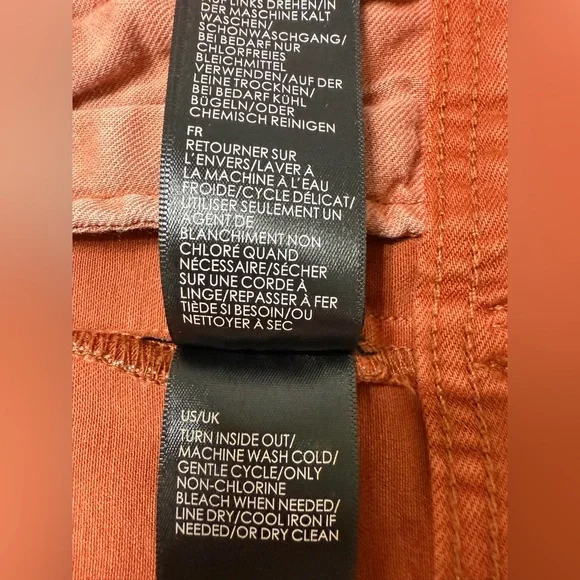 AUF LINKS DREHEN/IN
DER MASCHINE KALT
WASCHEN/
SCHONWASCHGANG/
BEI BEDARF NUR
CHLORFREIES
BLEICHMITTEL
VERWENDEN/AUF DER
LEINE TROCKNEN/
BEI BEDARF KÜHL
BÜGELN/ODER
CHEMISCH REINIGEN
FR
RETOURNER SUR
L'ENVERS/LAVER À
LA MACHINE À L'EAU
FROIDE/CYCLE DÉLICAT/
UTILISER SEULEMENT UN
AGENT DE
BLANCHIMENT NON
CHLORÉ QUAND
NÉCESSAIRE/SÉCHER
SUR UNE CORDE À
LINGE/REPASSER À FER
TIÈDE SI BESOIN/OU
NETTOYER À SEC
US/UK
TURN INSIDE OUT/
MACHINE WASH COLD/
GENTLE CYCLE/ONLY
NON-CHLORINE
BLEACH WHEN NEEDED/
LINE DRY/COOL IRON IF
NEEDED/OR DRY CLEAN